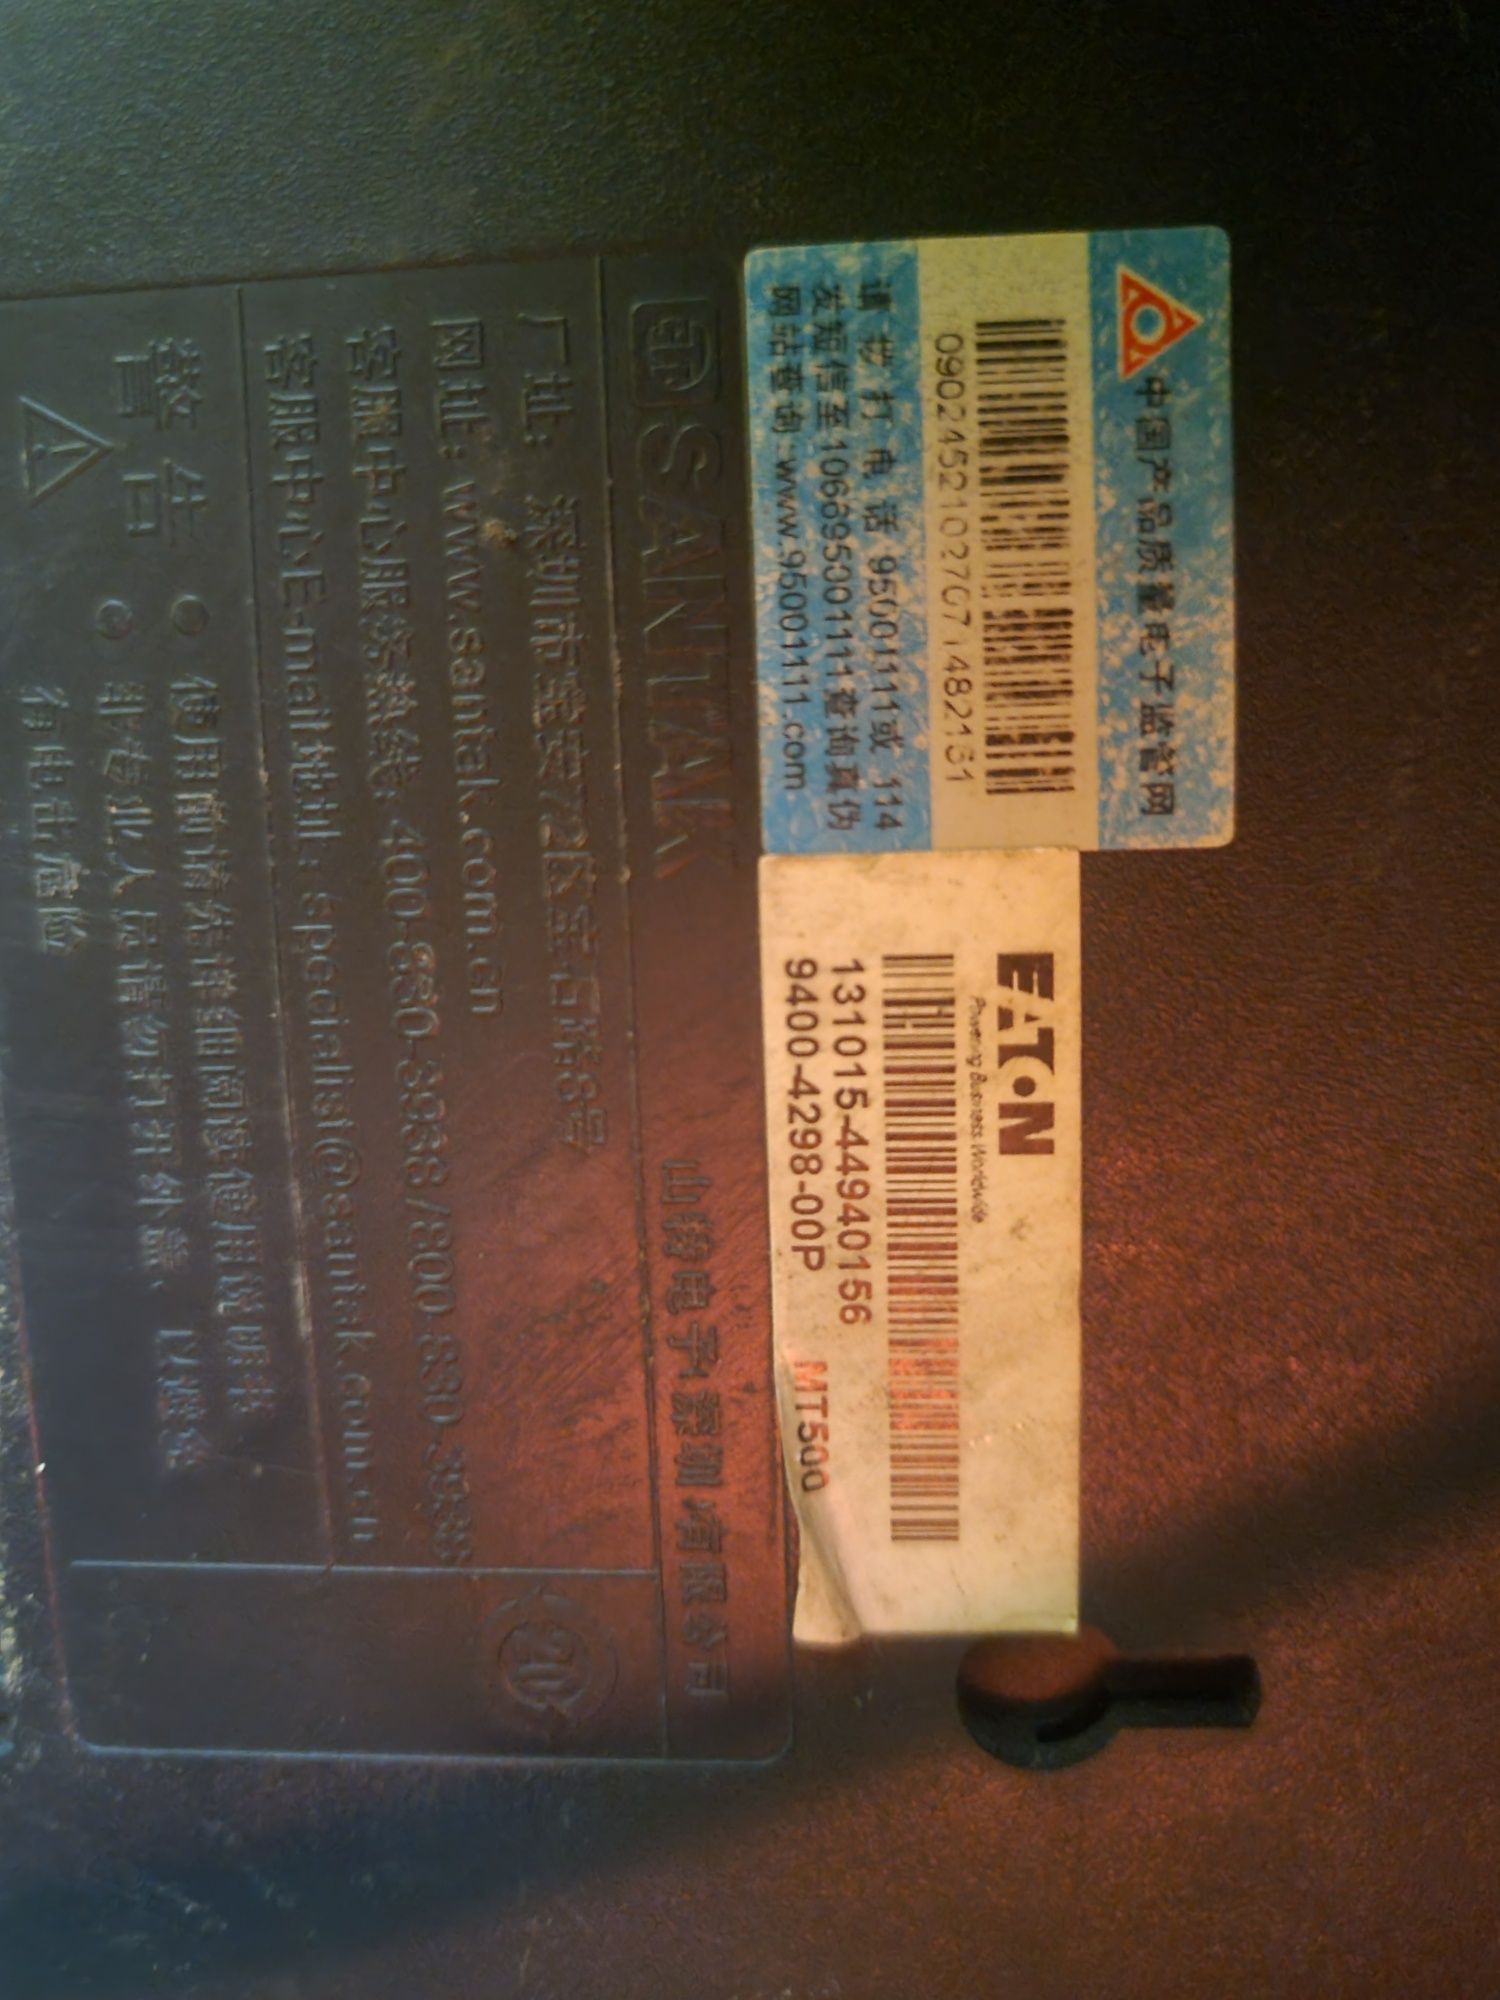 中国产品质量电子监管网
09024521027071482151
请拨打电话 95001111或 114
发短信至1066950011111查询真伪
网站查询:www.95001111.com
EATON
Powering Business Worldwide
131015-44940156
9400-4298-00P MT500
SANTAK 山特电子(深圳)有限公司
厂址: 深圳市宝安72区宝石路8号
网址: www.santak.com.cn
客服中心服务热线: 400-830-3938/800-830-3938
客服中心E-mail地址: specialist@santak.com.cn
20
警告
使用前请先详细阅读使用说明书
非专业人员请勿打开外盖,以避免
有电击危险